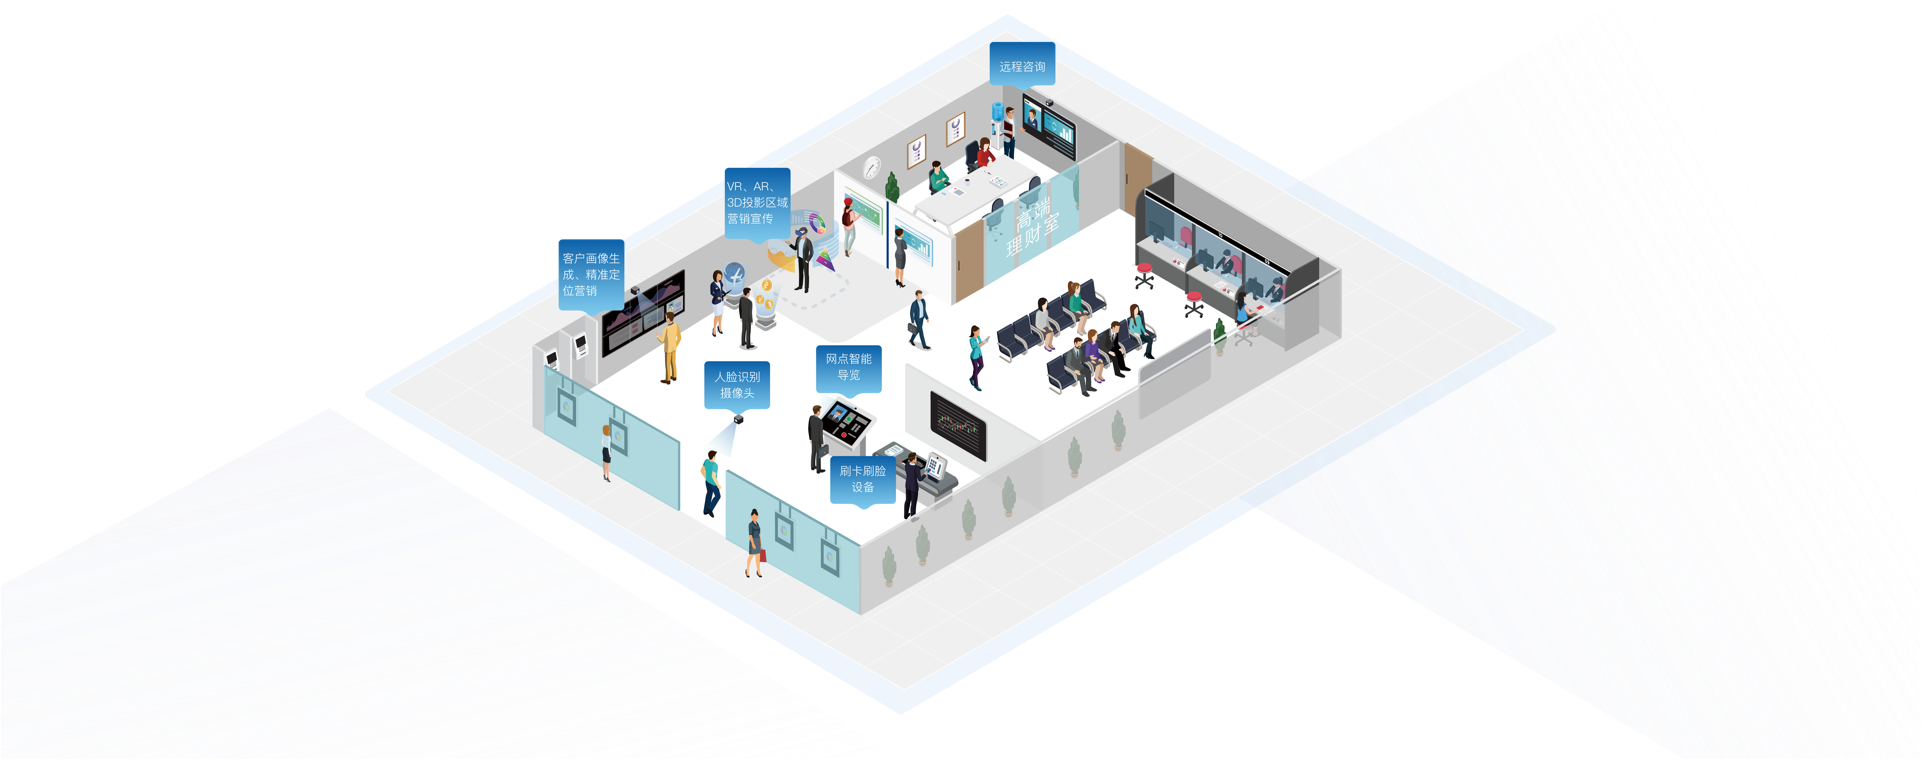 远程咨询
VR、AR、
3D投影区域
营销宣传
高端
理财室
客户画像生
成、精准定
位营销
网点智能
导览
人脸识别
摄像头
刷卡刷脸
设备